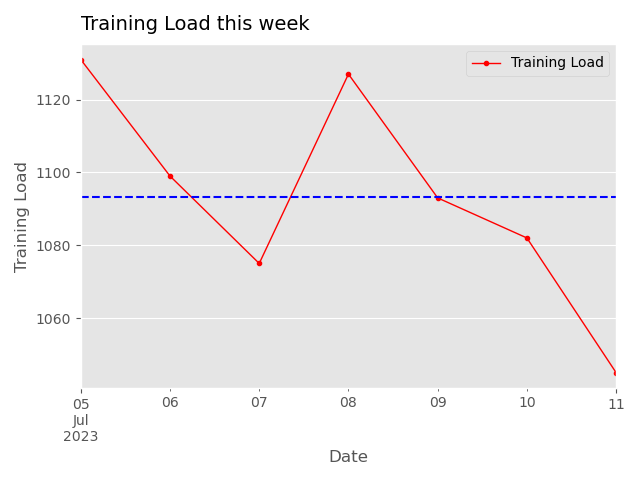 Training Load this week
Training Load
1120
1100
1080
1060
Training Load
05 06 07 08 09 10 11
Jul
2023
Date